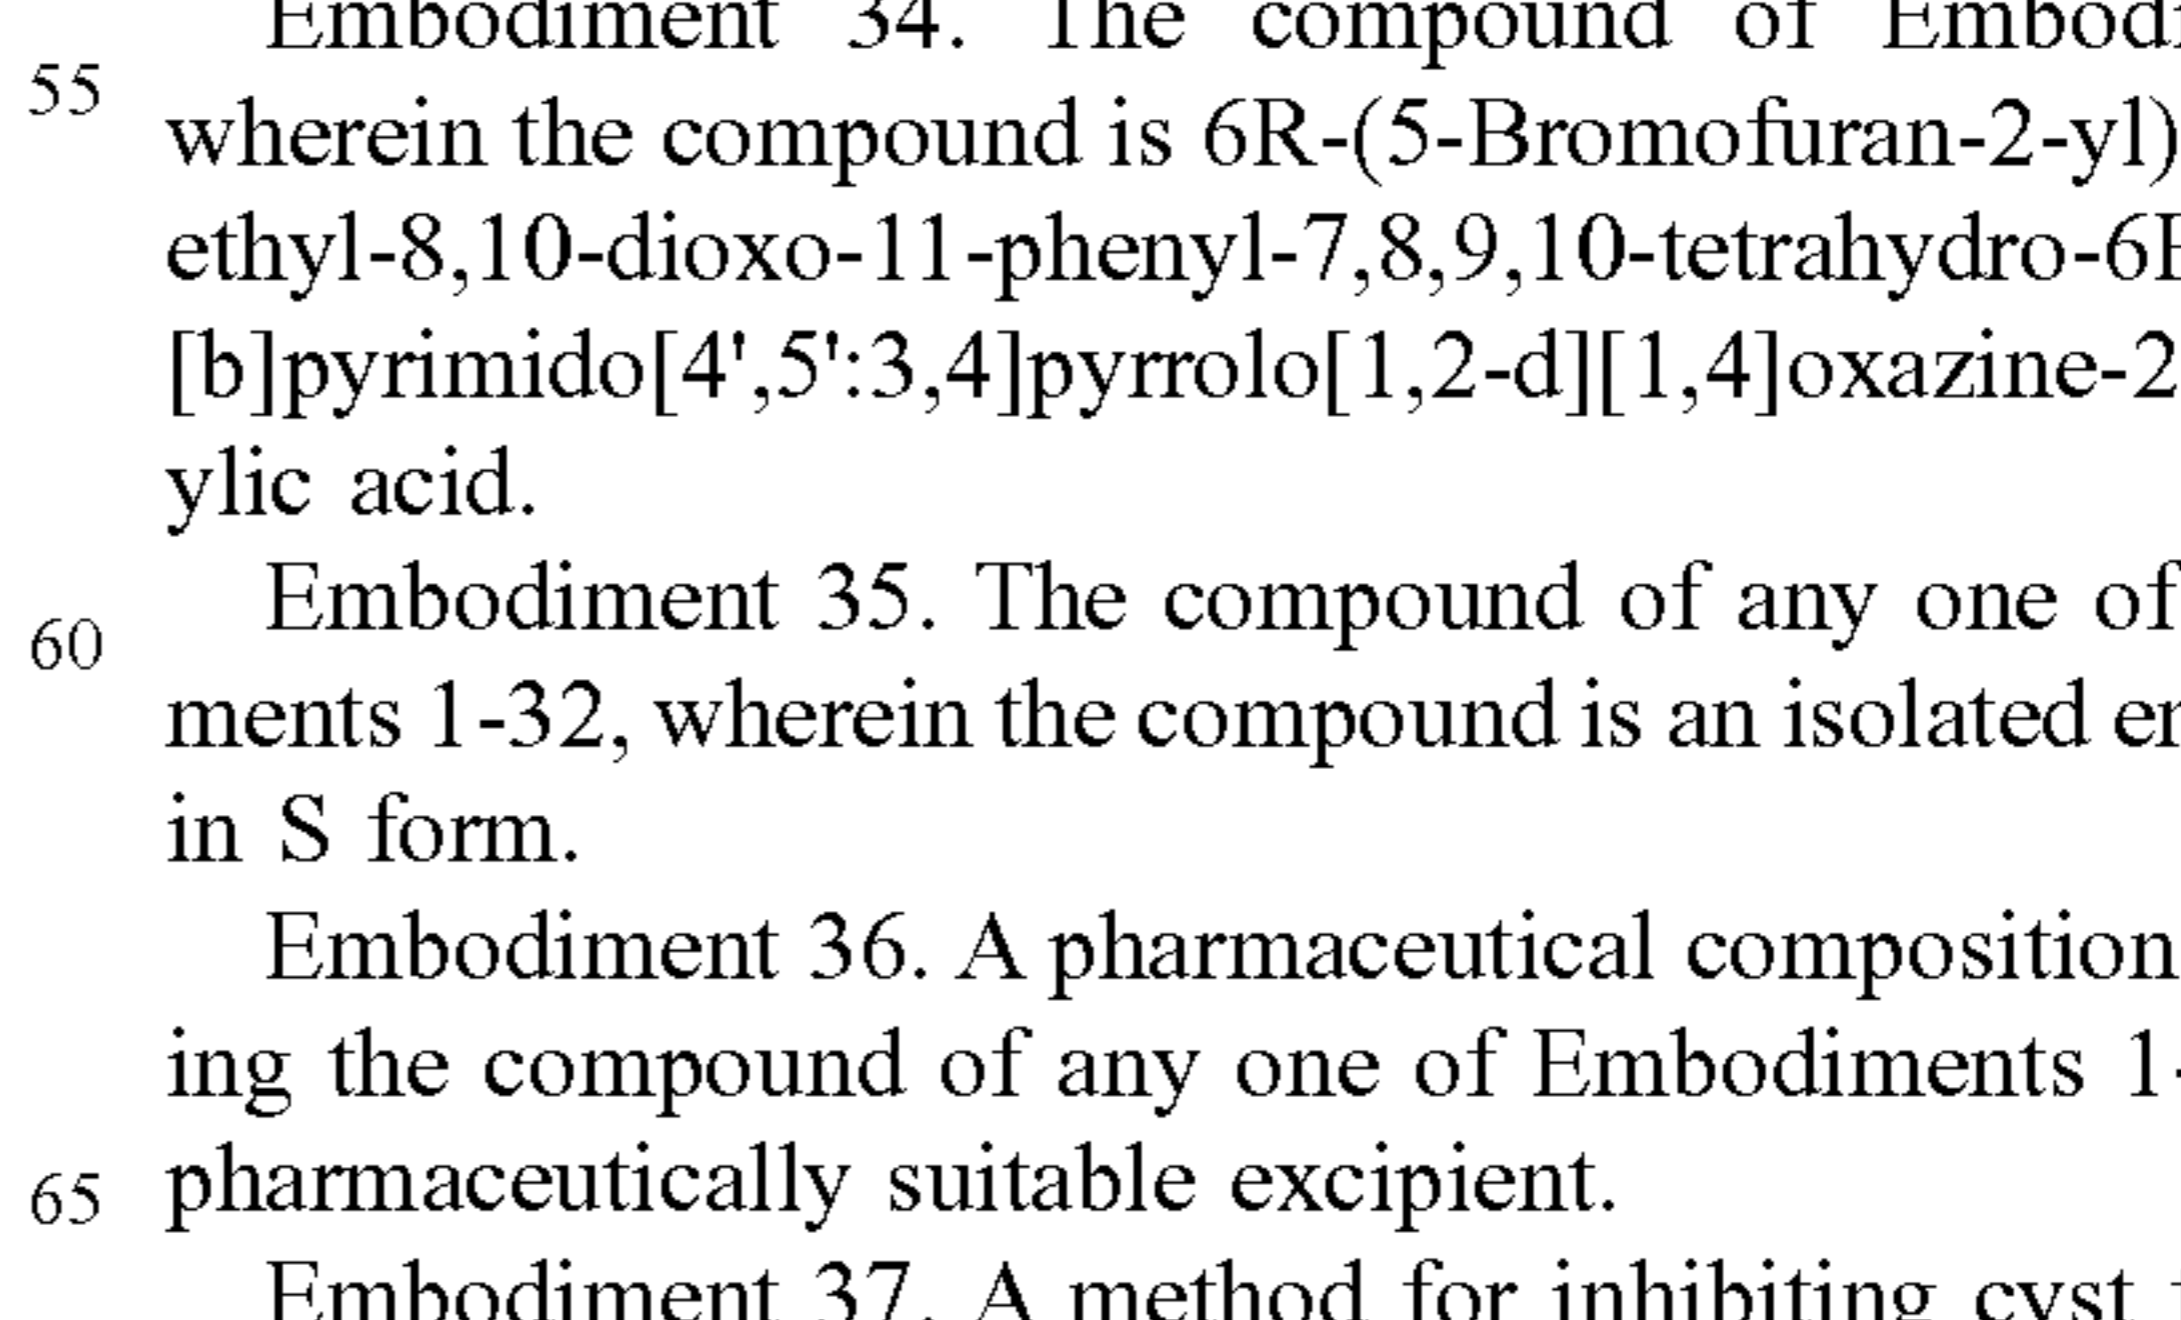 Embodiment 34. The compound of Embodi
55
wherein the compound is 6R-(5-Bromofuran-2-yl)
ethyl-8,10-dioxo-11-phenyl-7,8,9,10-tetrahydro-6H
[b]pyrimido[4',5':3,4]pyrrolo[1,2-d][1,4]oxazine-2
ylic acid.
Embodiment 35. The compound of any one of
60
ments 1-32, wherein the compound is an isolated en
in S form.
Embodiment 36. A pharmaceutical composition
ing the compound of any one of Embodiments 1-
65 pharmaceutically suitable excipient.
Embodiment 37. A method for inhibiting cyst